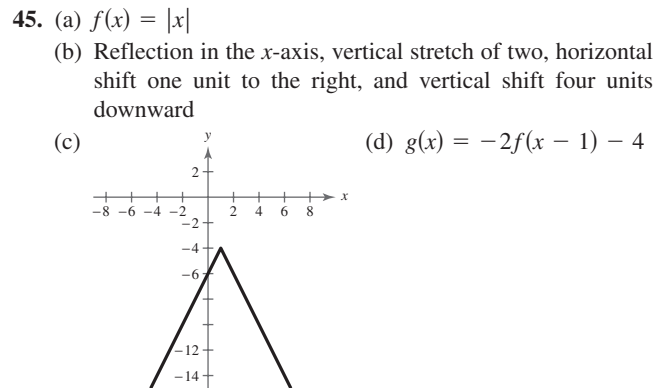 45. (a) f(x) = |x|
(b) Reflection in the x-axis, vertical stretch of two, horizontal
shift one unit to the right, and vertical shift four units
downward
(c)
(d) g(x) = −2f(x − 1) − 4
y
2
x
−8 −6 −4 −2 2 4 6 8
−2
−4
−6
−12
−14